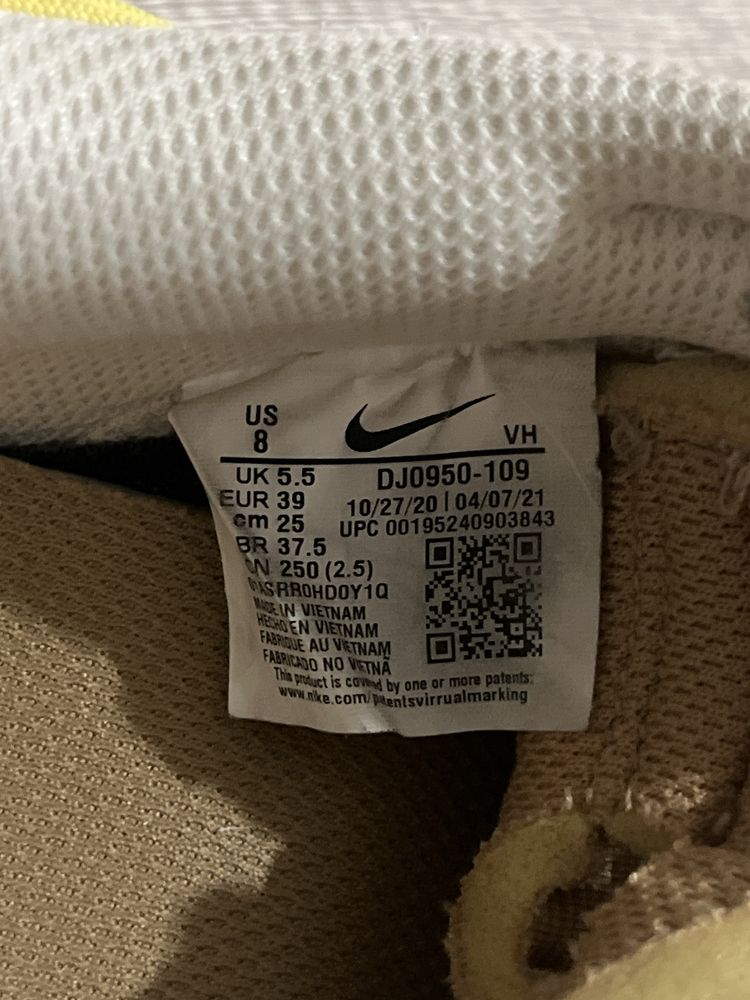 US
8
VH
UK 5.5
DJ0950-109
EUR 39
10/27/20 | 04/07/21
cm 25
UPC 00195240903843
BR 37.5
CN 250 (2.5)
MADE IN VIETNAM
HECHO EN VIETNAM
FABRIQUE AU VIETNAM
FABRICADO NO VIETNÃ
This product is covered by one or more patents:
www.nike.com/patentsvirrualmarking